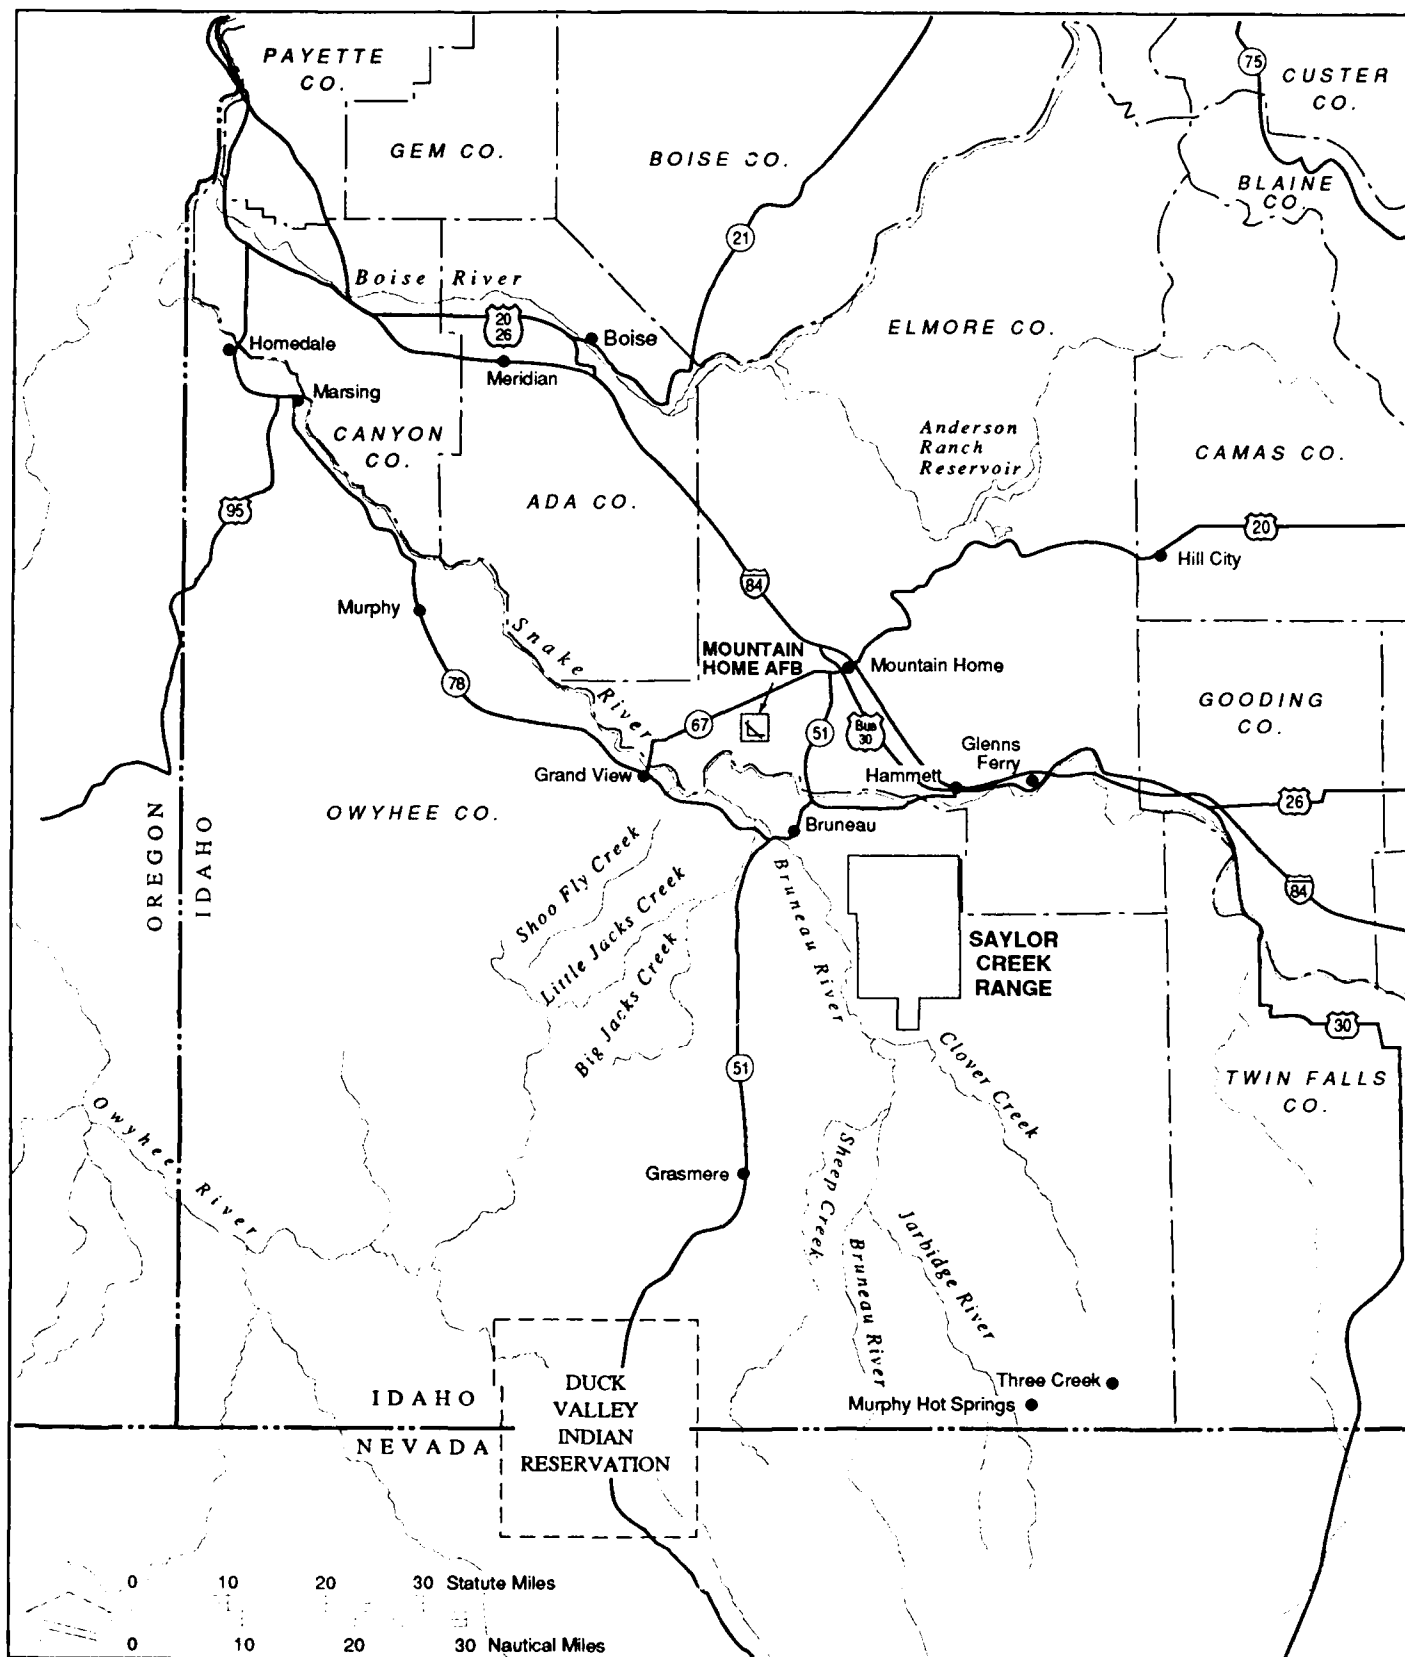 PAYETTE
CO.
75
CUSTER
CO.
GEM CO.
BOISE CO.
BLAINE
CO.
21
Boise River
20
26
Boise
ELMORE CO.
Homedale
Meridian
Marsing
CANYON
CO.
Anderson
Ranch
Reservoir
CAMAS CO.
95
ADA CO.
20
Hill City
84
Murphy
Snake River
MOUNTAIN
HOME AFB
Mountain Home
78
67
51
Bus
30
GOODING
CO.
Glenns
Ferry
Grand View
Hammett
26
OWYHEE CO.
Bruneau
OREGON
IDAHO
Shoo Fly Creek
Little Jacks Creek
Big Jacks Creek
Bruneau River
84
SAYLOR
CREEK
RANGE
30
51
Clover Creek
TWIN FALLS
CO.
Owyhee River
Grasmere
Sheep Creek
Bruneau River
Jarbidge River
Three Creek
Murphy Hot Springs
IDAHO
NEVADA
DUCK
VALLEY
INDIAN
RESERVATION
0 10 20 30 Statute Miles
0 10 20 30 Nautical Miles